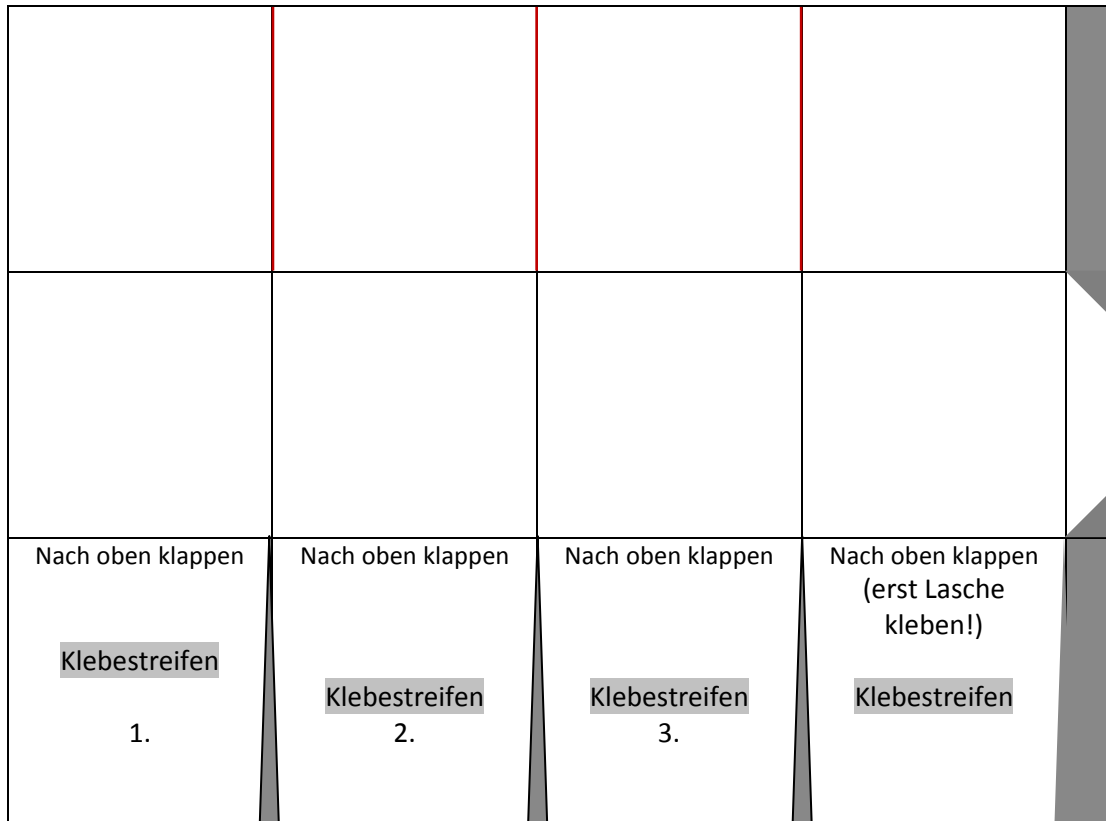 Nach oben klappen
Klebestreifen
1.
Nach oben klappen
Klebestreifen
2.
Nach oben klappen
Klebestreifen
3.
Nach oben klappen
(erst Lasche
kleben!)
Klebestreifen